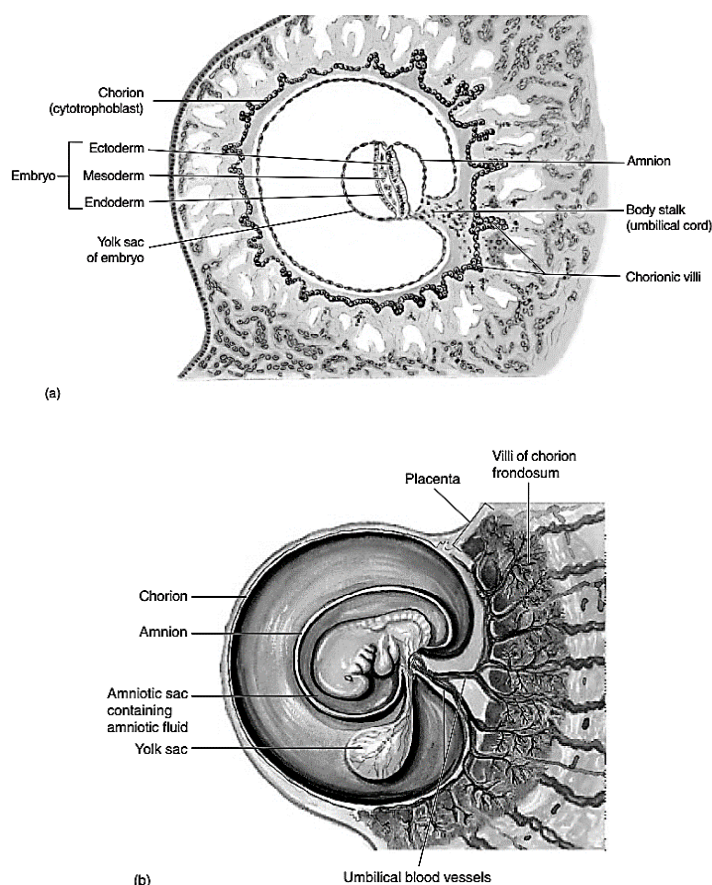 Chorion
(cytotrophoblast)
Ectoderm
Embryo
Mesoderm
Endoderm
Yolk sac
of embryo
Amnion
Body stalk
(umbilical cord)
Chorionic villi
(a)
Villi of chorion
frondosum
Placenta
Chorion
Amnion
Amniotic sac
containing
amniotic fluid
Yolk sac
Umbilical blood vessels
(b)